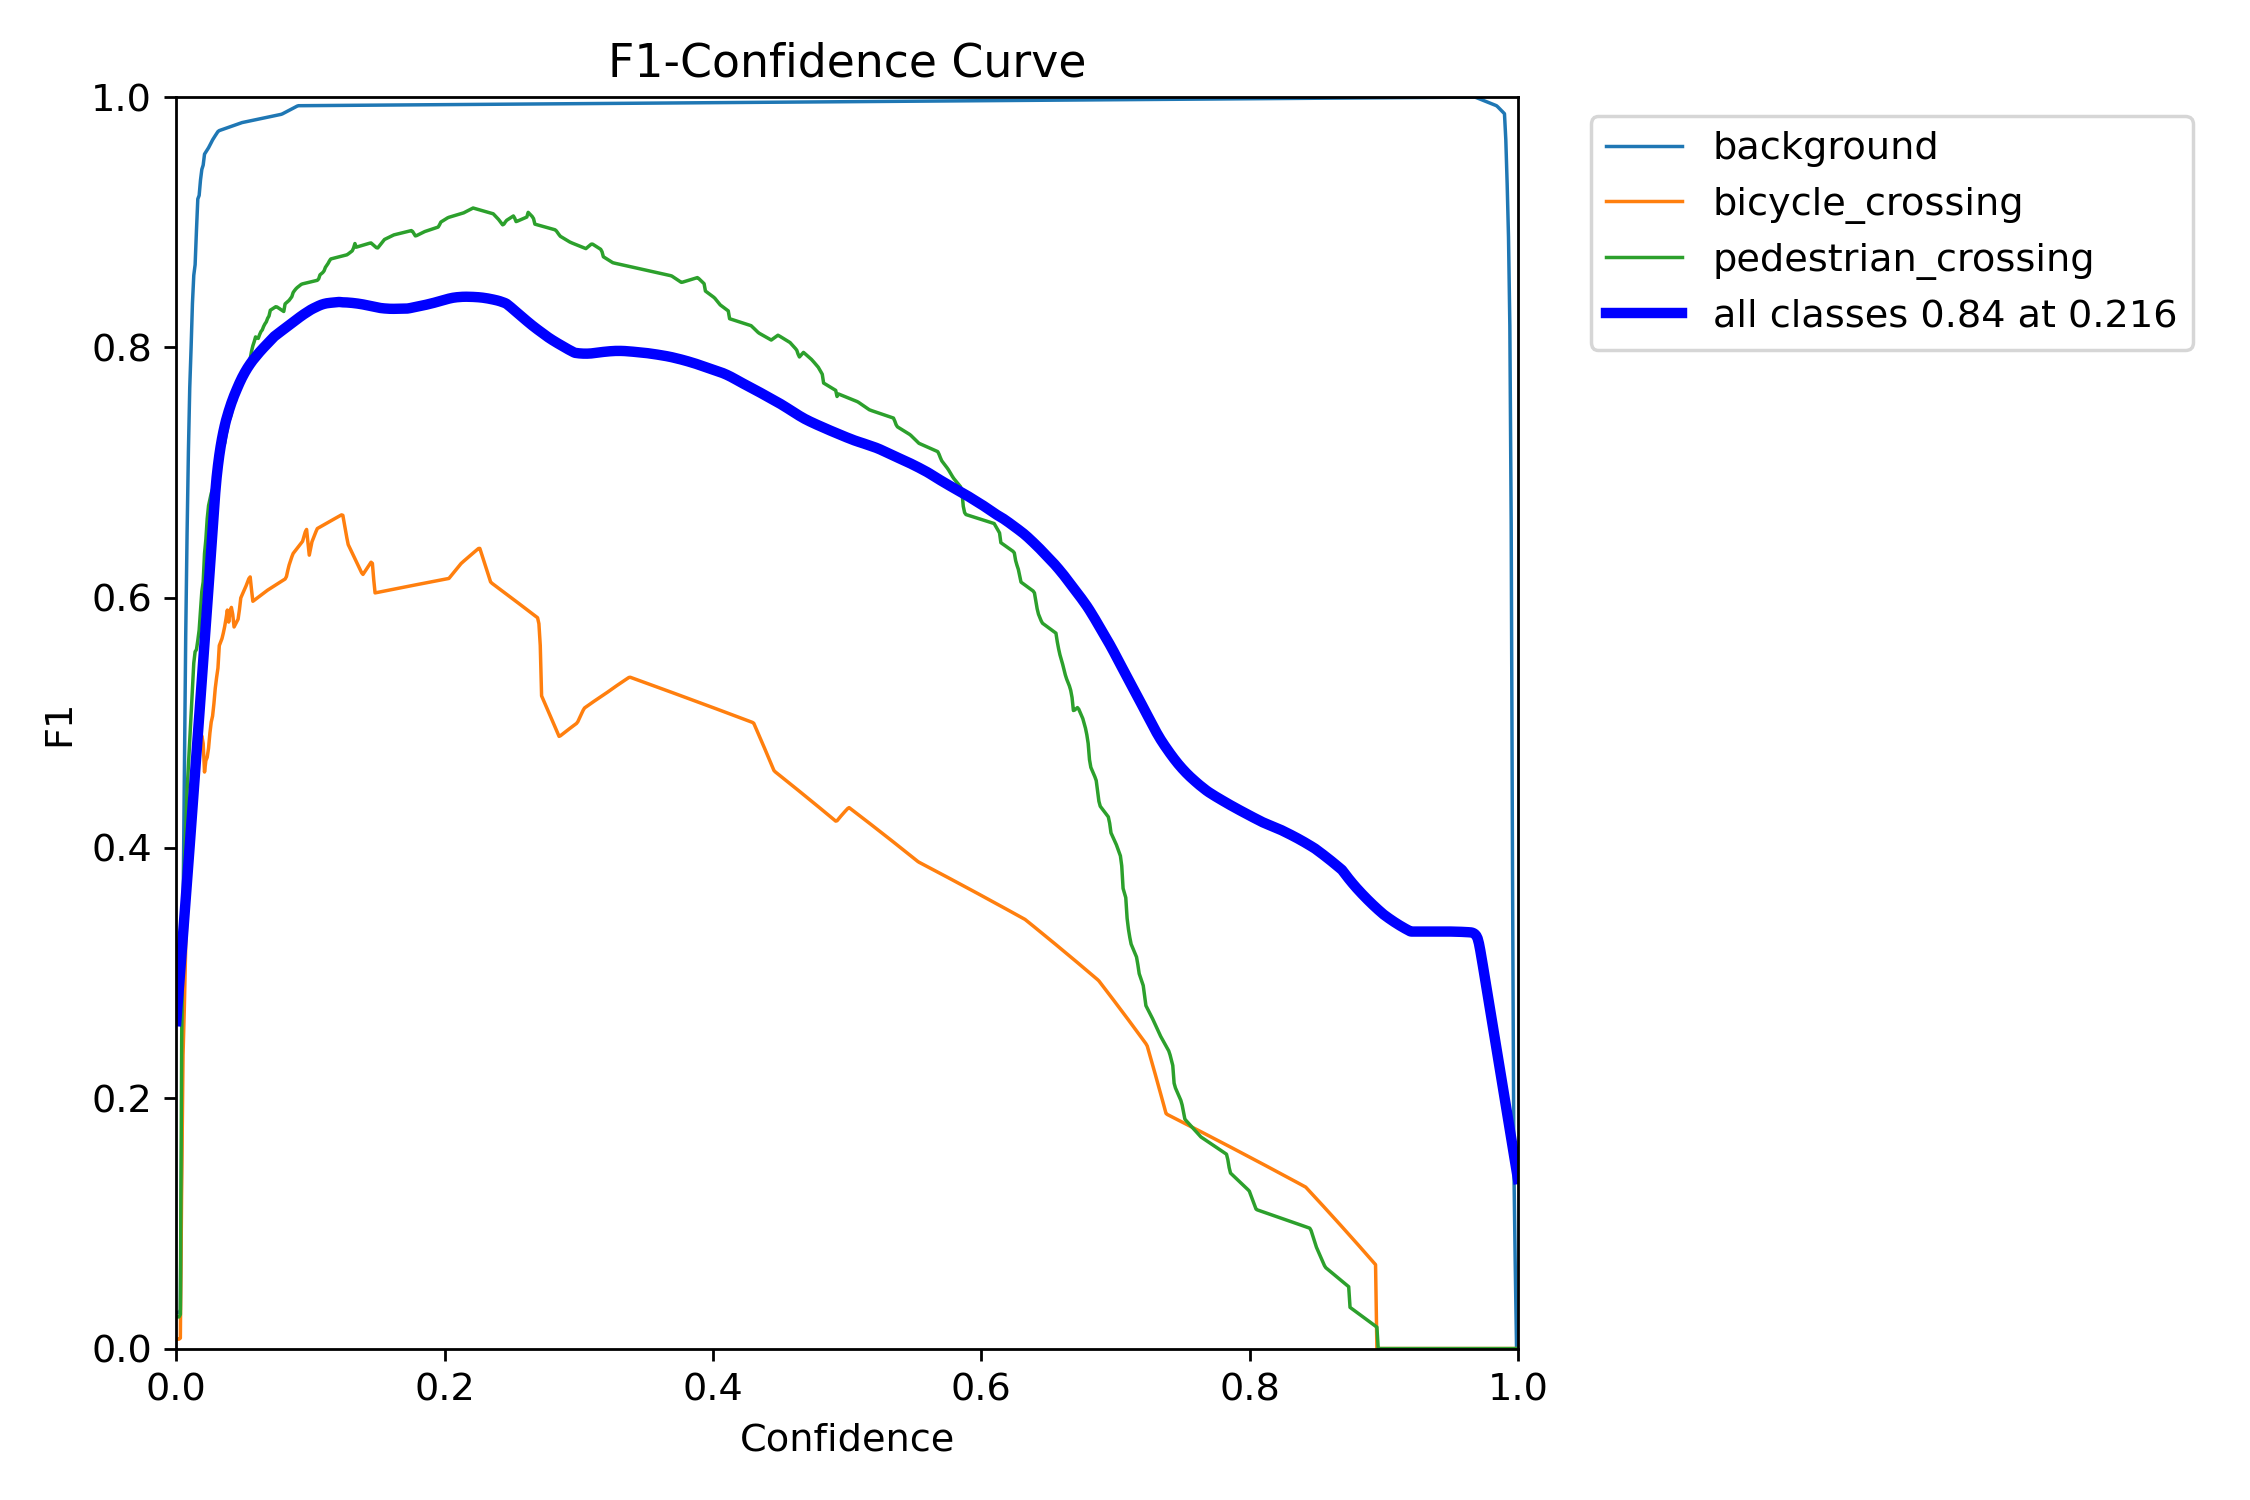 F1-Confidence Curve
1.0
0.8
0.6
0.4
0.2
0.0
F1
0.0 0.2 0.4 0.6 0.8 1.0
Confidence
background
bicycle_crossing
pedestrian_crossing
all classes 0.84 at 0.216